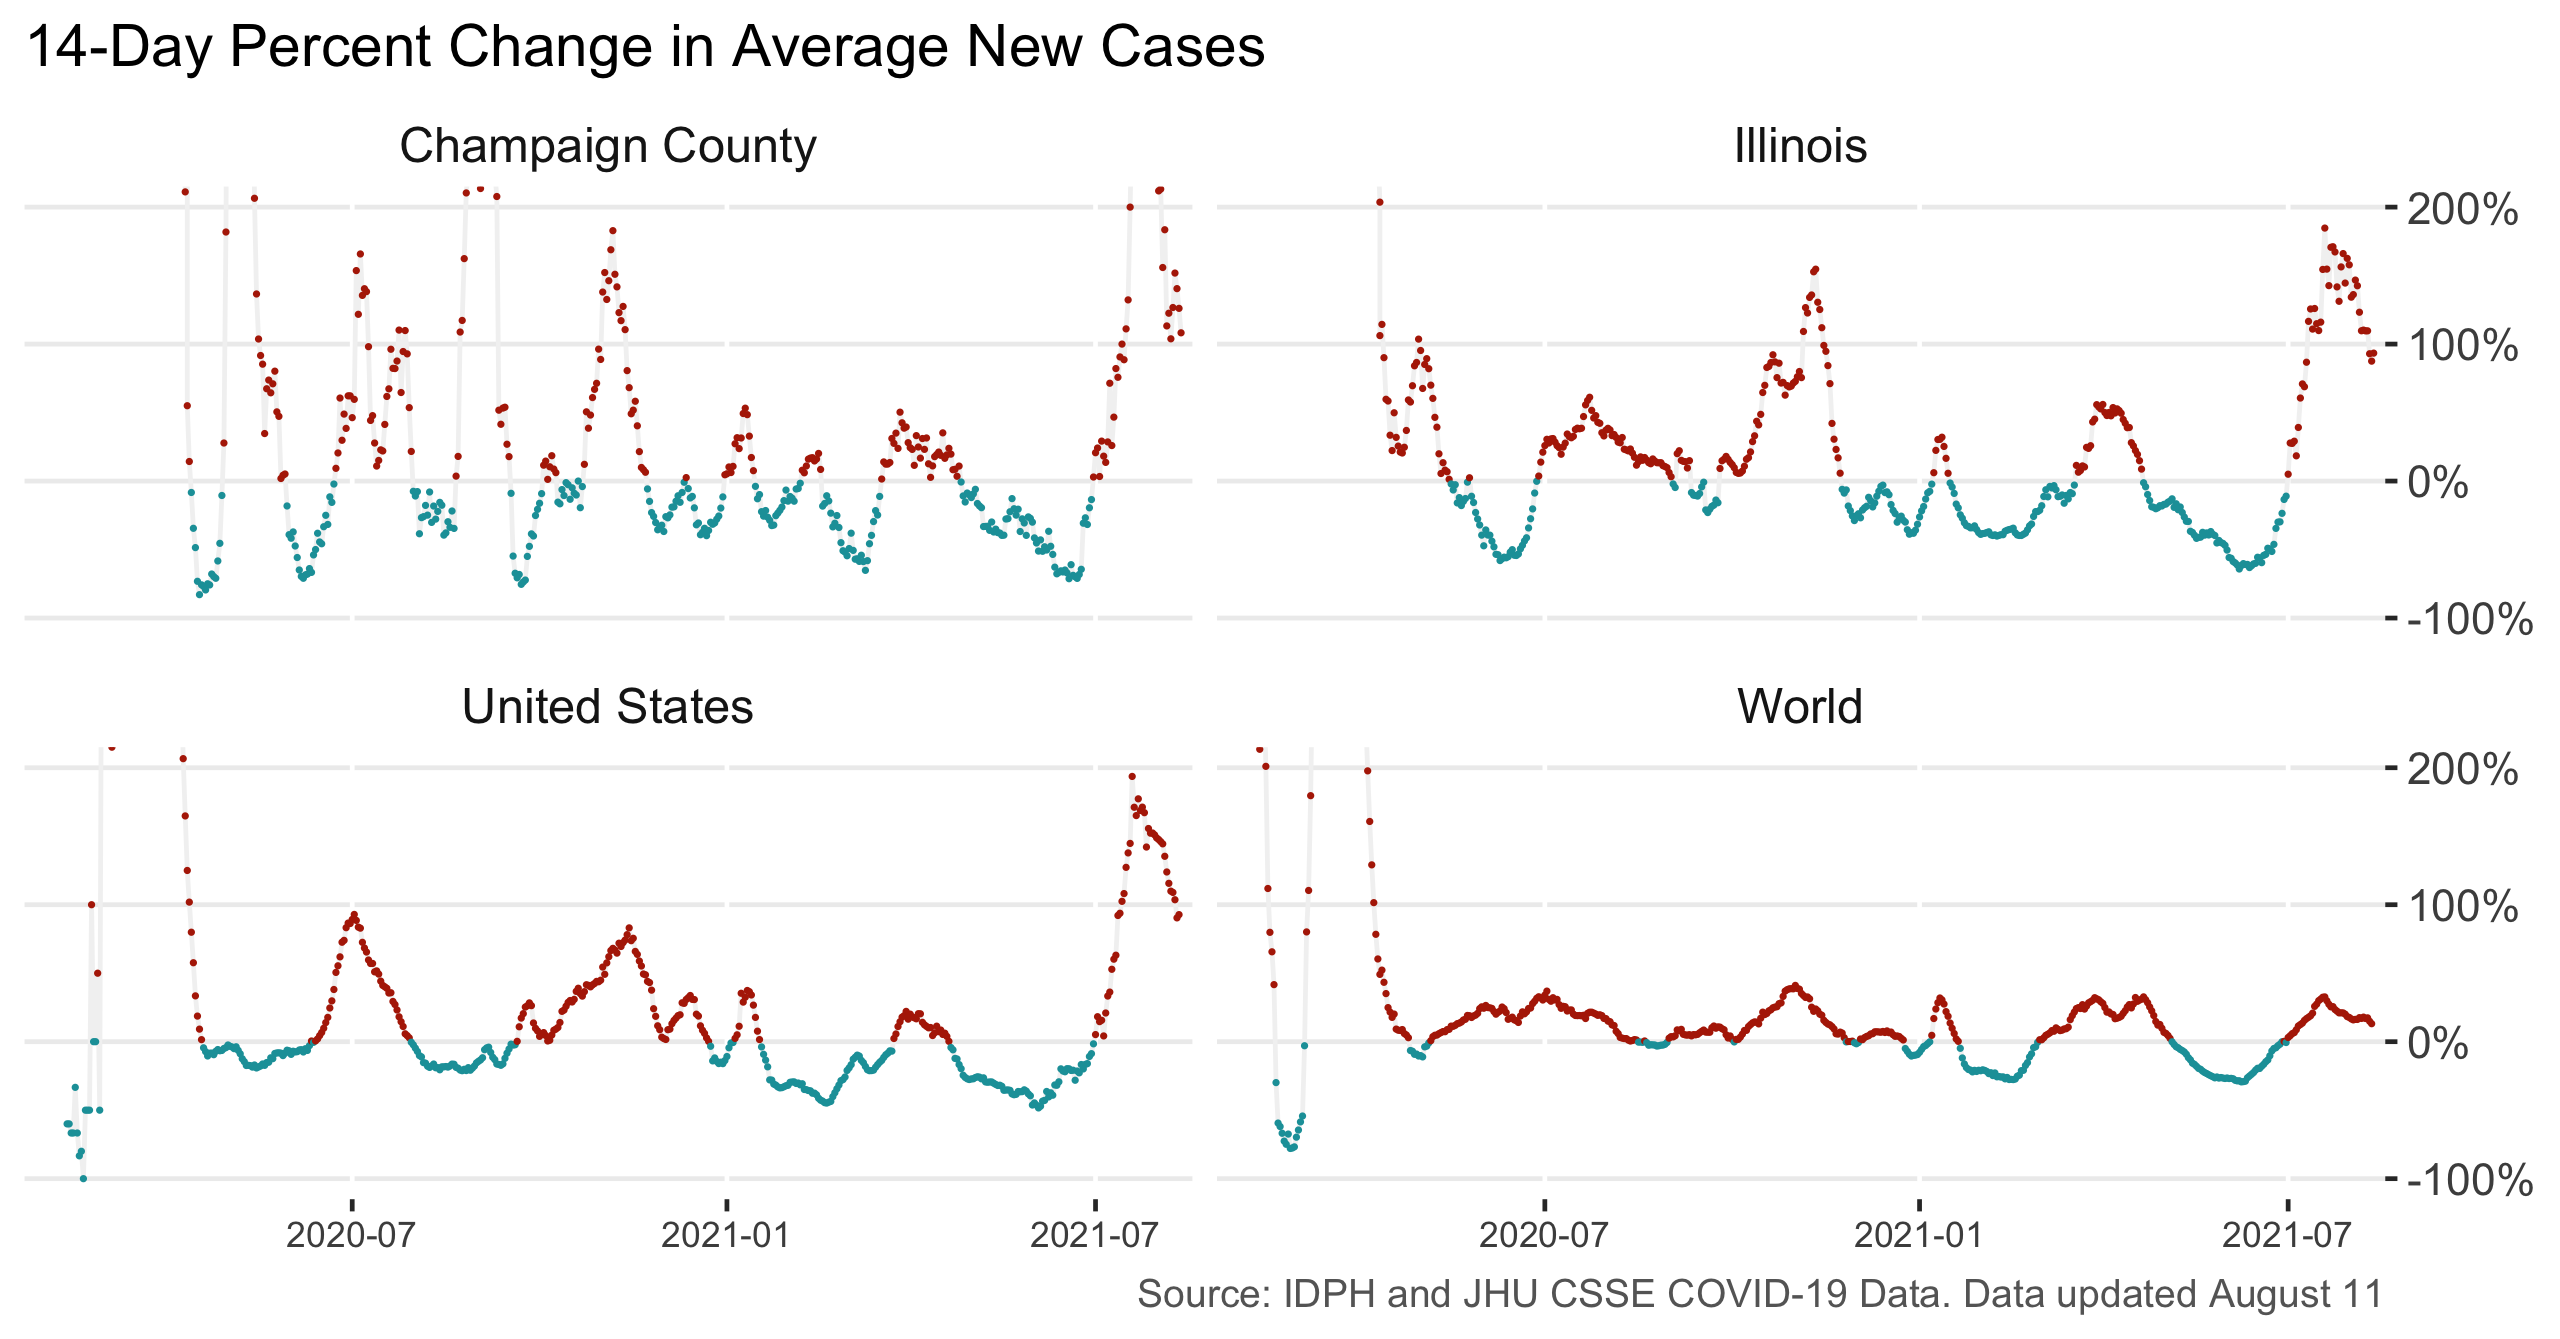 14-Day Percent Change in Average New Cases
Champaign County
Illinois
200%
100%
0%
-100%
United States
World
200%
100%
0%
-100%
2020-07
2021-01
2021-07
2020-07
2021-01
2021-07
Source: IDPH and JHU CSSE COVID-19 Data. Data updated August 11